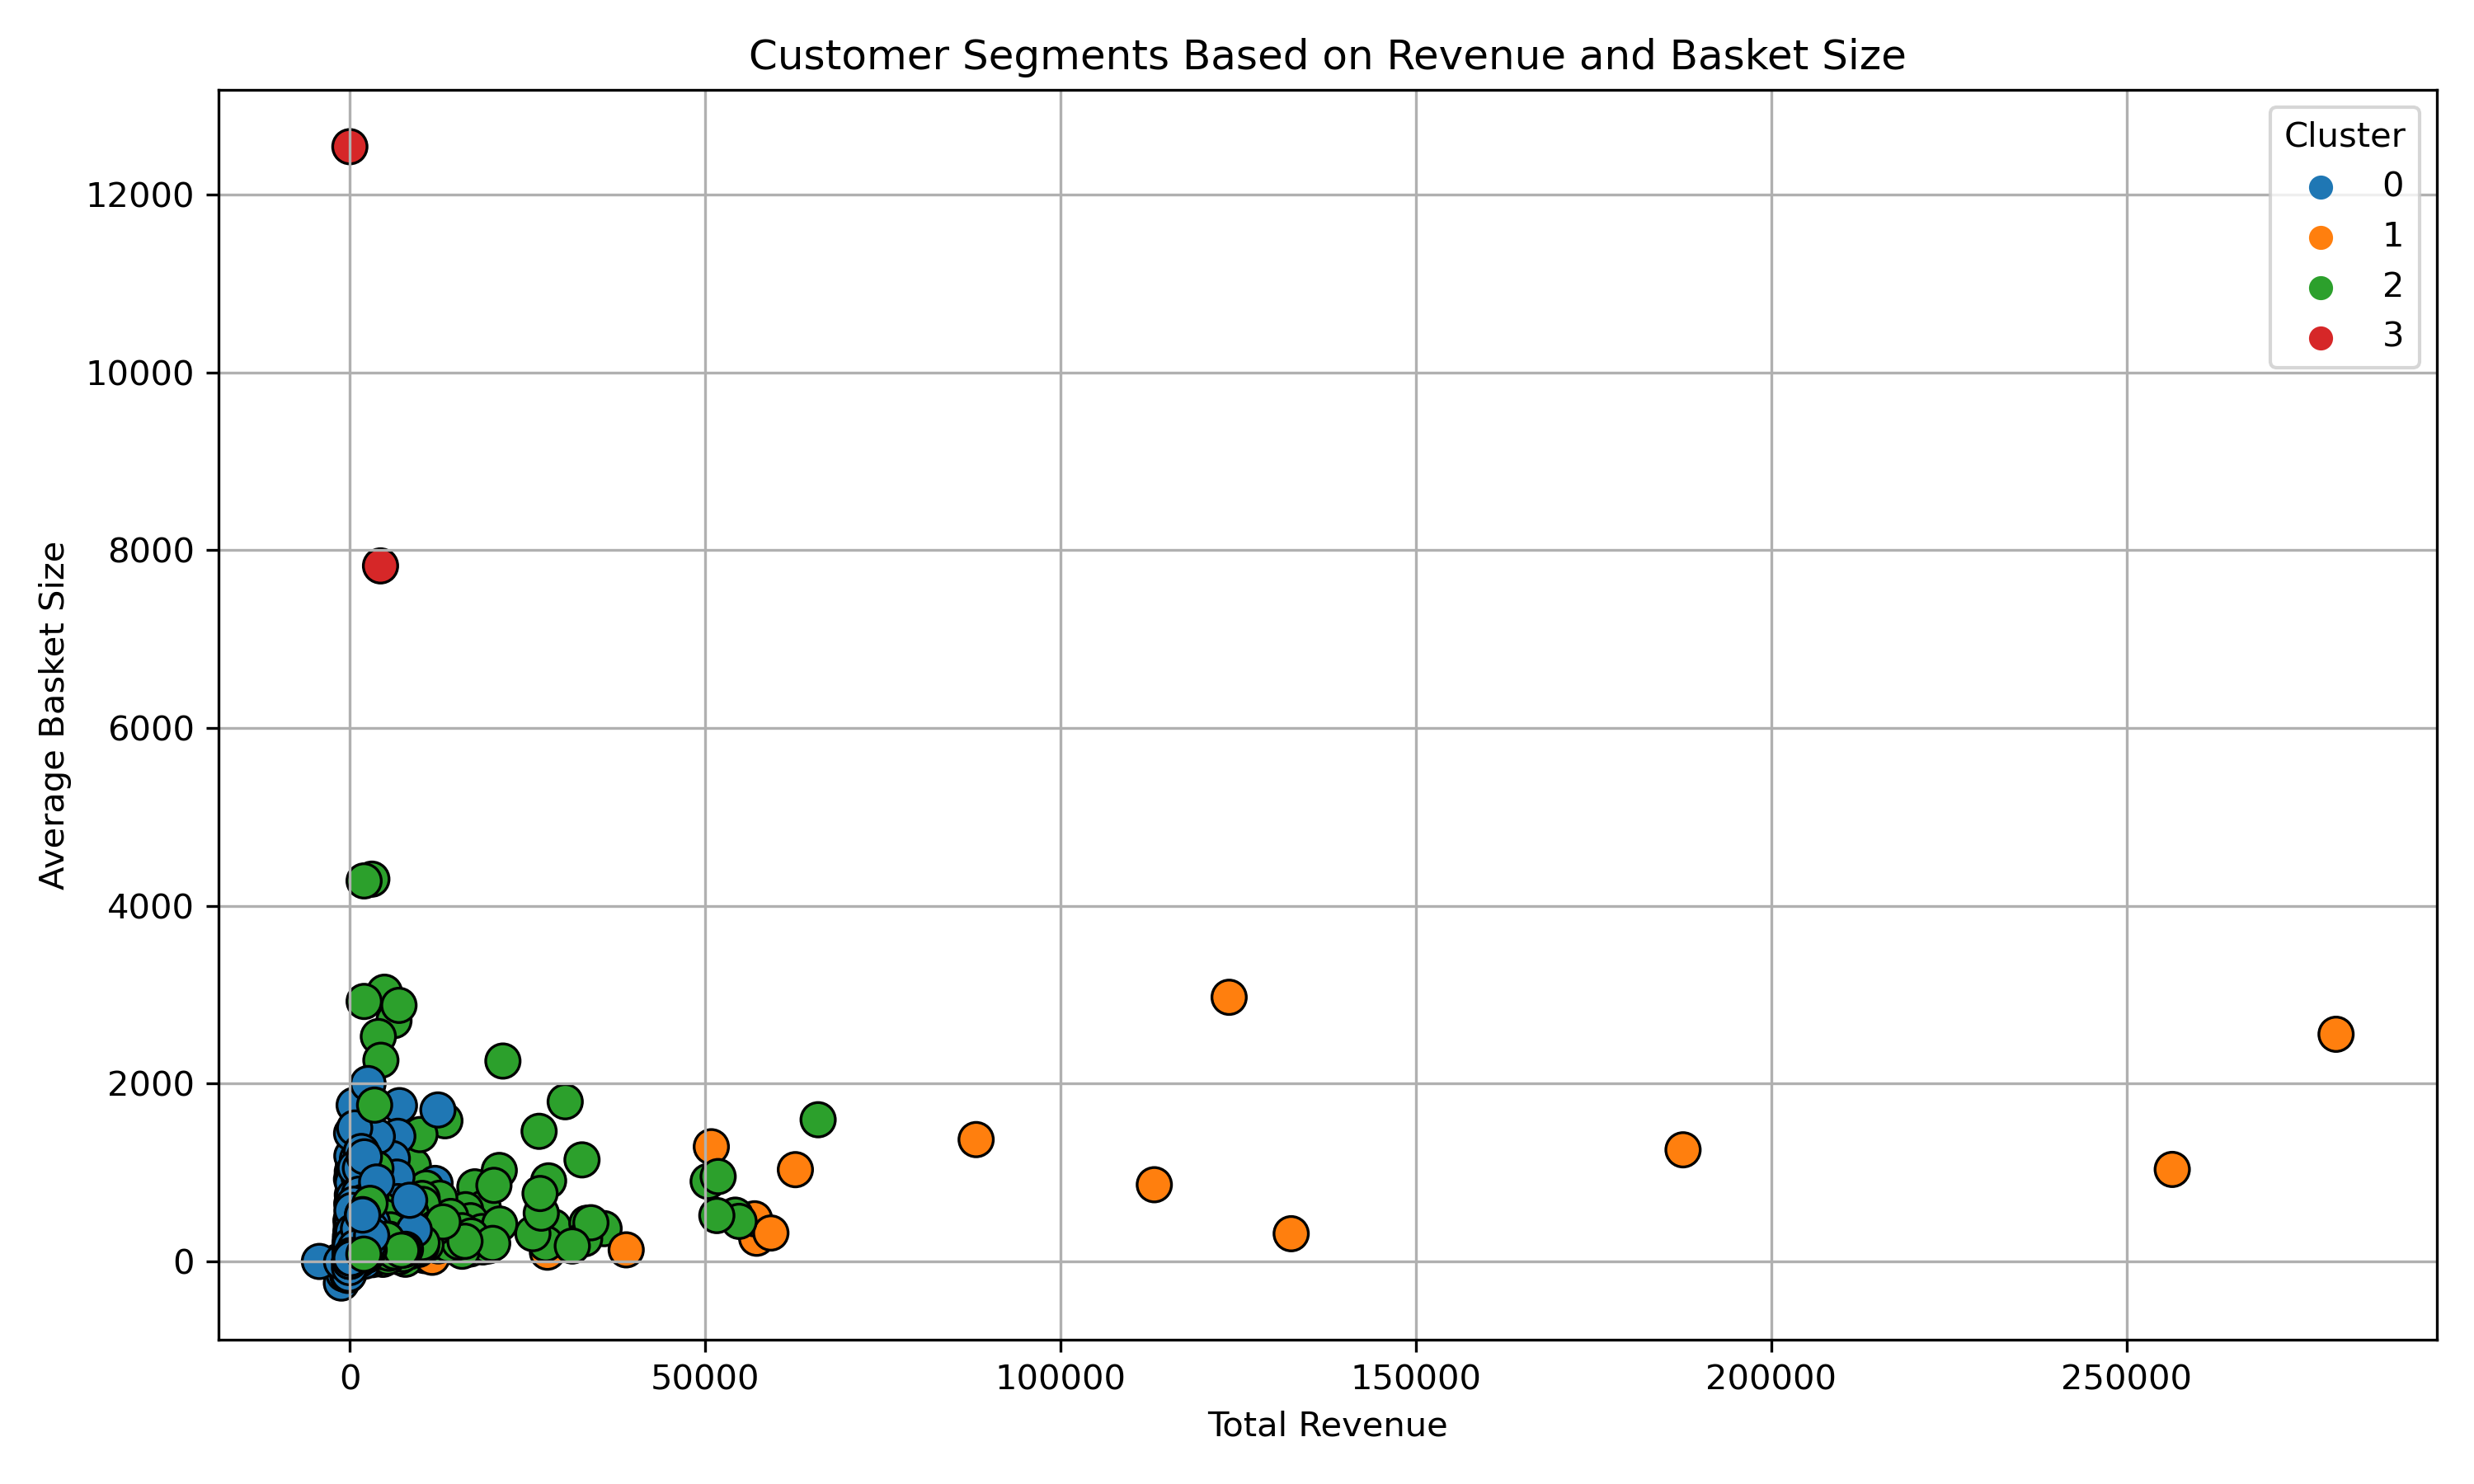 Customer Segments Based on Revenue and Basket Size
Cluster
0
1
2
3
12000
10000
8000
6000
4000
2000
0
Average Basket Size
0 50000 100000 150000 200000 250000
Total Revenue